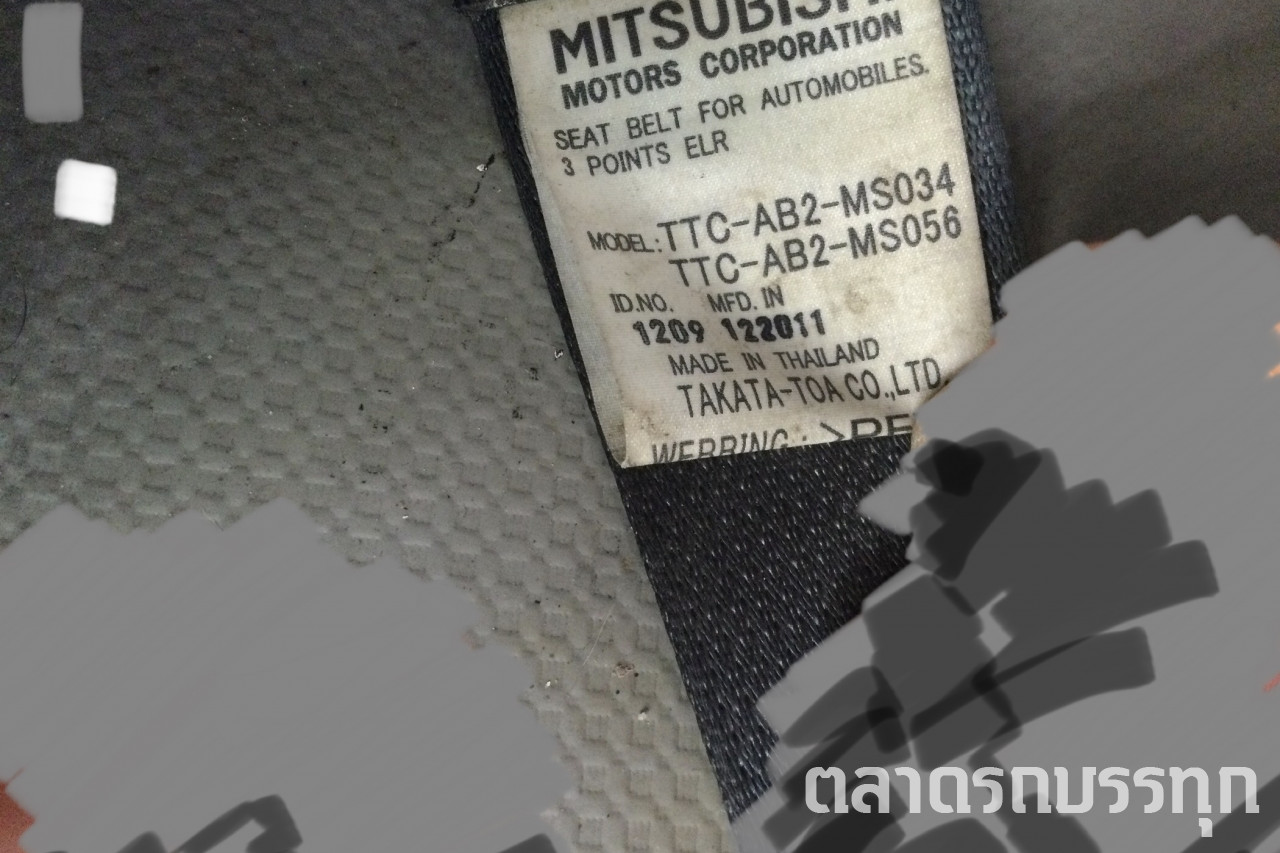 MITSUBISHI
MOTORS CORPORATION
SEAT BELT FOR AUTOMOBILES.
3 POINTS ELR
MODEL: TTC-AB2-MS034
TTC-AB2-MS056
ID.NO. MFD. IN
1209 122011
MADE IN THAILAND
TAKATA-TOA CO.,LTD.
WEBBING : >PE
ตลาดรถบรรทุก